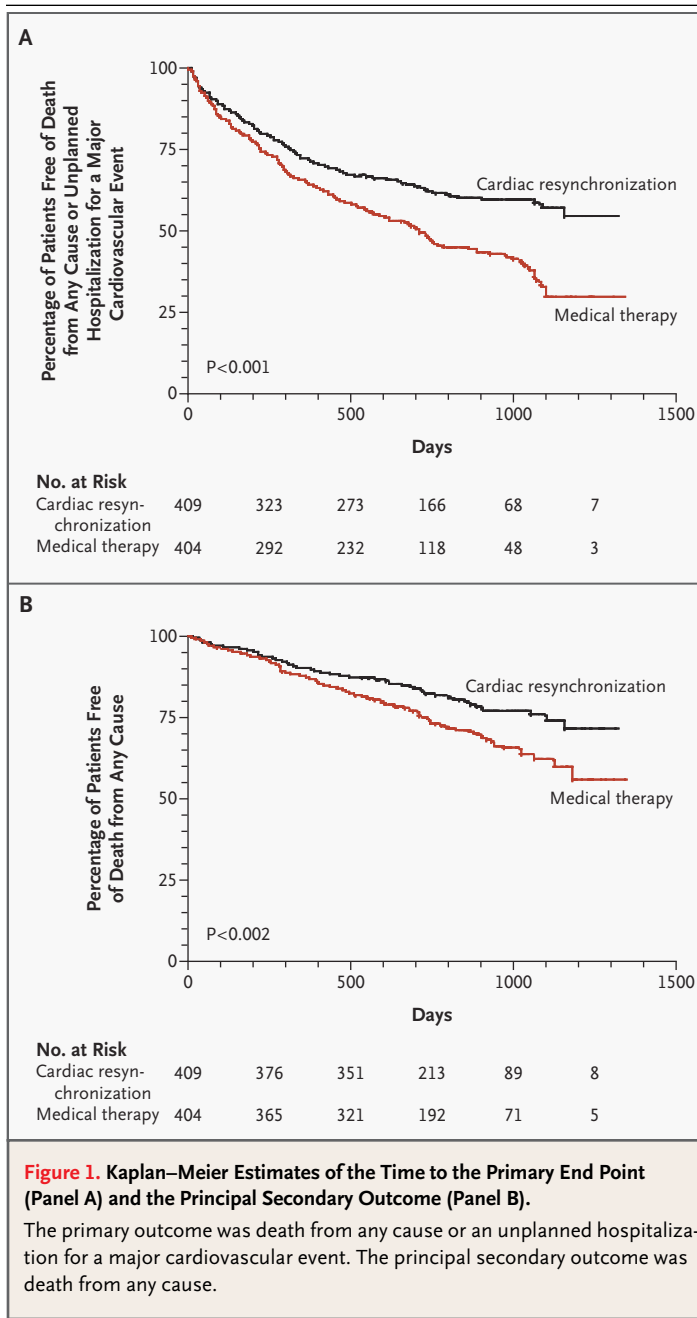 A
Percentage of Patients Free of Death
from Any Cause or Unplanned
Hospitalization for a Major
Cardiovascular Event
100
75
50
25
0
Cardiac resynchronization
Medical therapy
P<0.001
0 500 1000 1500
Days
No. at Risk
Cardiac resyn-
chronization
409 323 273 166 68 7
Medical therapy 404 292 232 118 48 3
B
Percentage of Patients Free
of Death from Any Cause
100
75
50
25
0
Cardiac resynchronization
Medical therapy
P<0.002
0 500 1000 1500
Days
No. at Risk
Cardiac resyn-
chronization
409 376 351 213 89 8
Medical therapy 404 365 321 192 71 5
Figure 1. Kaplan–Meier Estimates of the Time to the Primary End Point
(Panel A) and the Principal Secondary Outcome (Panel B).
The primary outcome was death from any cause or an unplanned hospitaliza-
tion for a major cardiovascular event. The principal secondary outcome was
death from any cause.